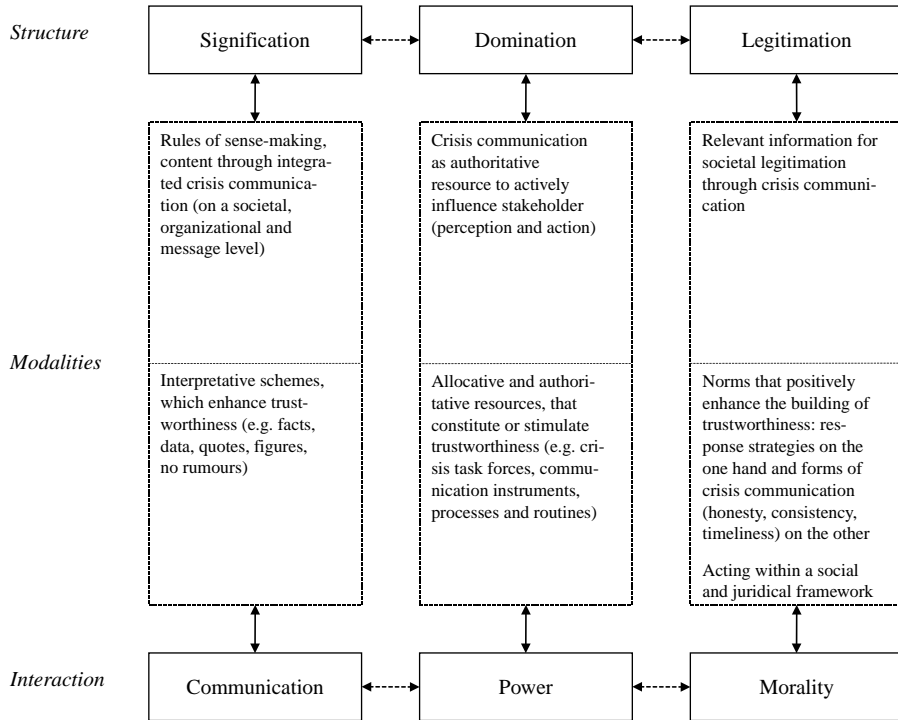 Structure
Signification
Domination
Legitimation
Rules of sense-making,
content through integra-
ted crisis communica-
tion (on a societal,
organizational and
message level)
Crisis communication
as authoritative
resource to actively
influence stakeholder
(perception and action)
Relevant information for
societal legitimation
through crisis communi-
cation
Modalities
Interpretative schemes,
which enhance trust-
worthiness (e.g. facts,
data, quotes, figures,
no rumours)
Allocative and authori-
tative resources, that
constitute or stimulate
trustworthiness (e.g. cri-
sis task forces, commu-
nication instruments,
processes and routines)
Norms that positively
enhance the building of
trustworthiness: res-
ponse strategies on the
one hand and forms of
crisis communication
(honesty, consistency,
timeliness) on the other
Acting within a social
and juridical framework
Interaction
Communication
Power
Morality